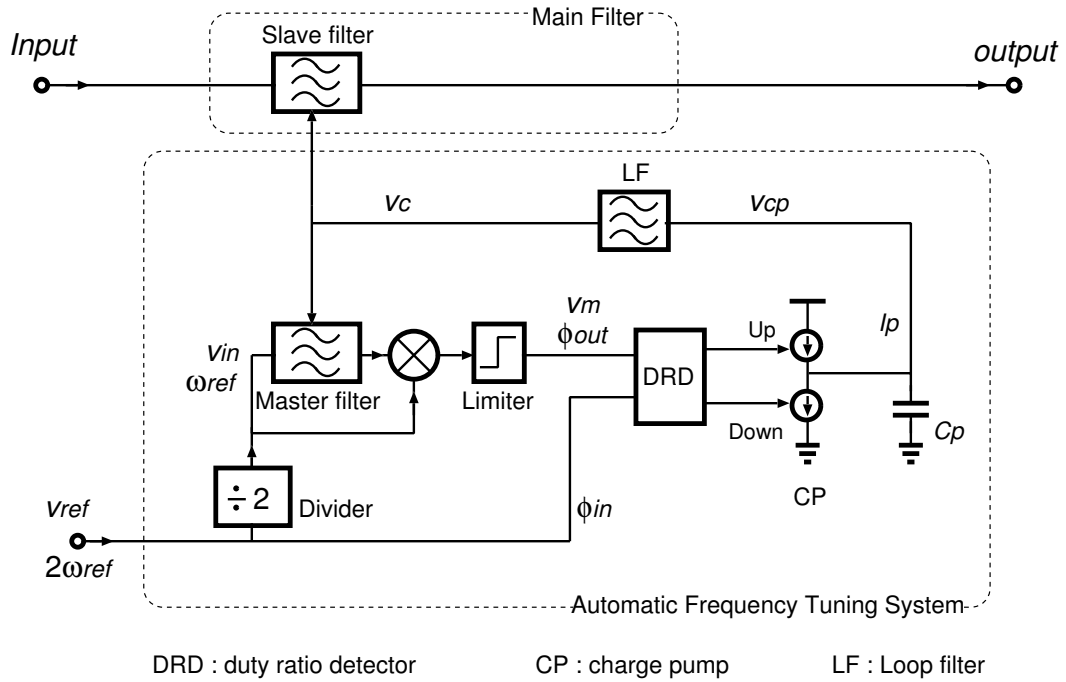 Main Filter
Slave filter
Input
output
LF
vc
vcp
vm
φout
Ip
Up
vin
ωref
DRD
Master filter
Limiter
Down
Cp
÷ 2
Divider
CP
vref
φin
2ωref
Automatic Frequency Tuning System
DRD : duty ratio detector
CP : charge pump
LF : Loop filter